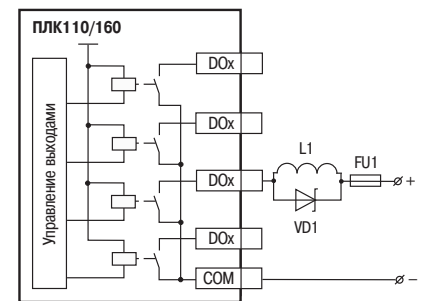 ПЛК110/160
Управление выходами
DOx
DOx
DOx
DOx
COM
L1
VD1
FU1
+
−